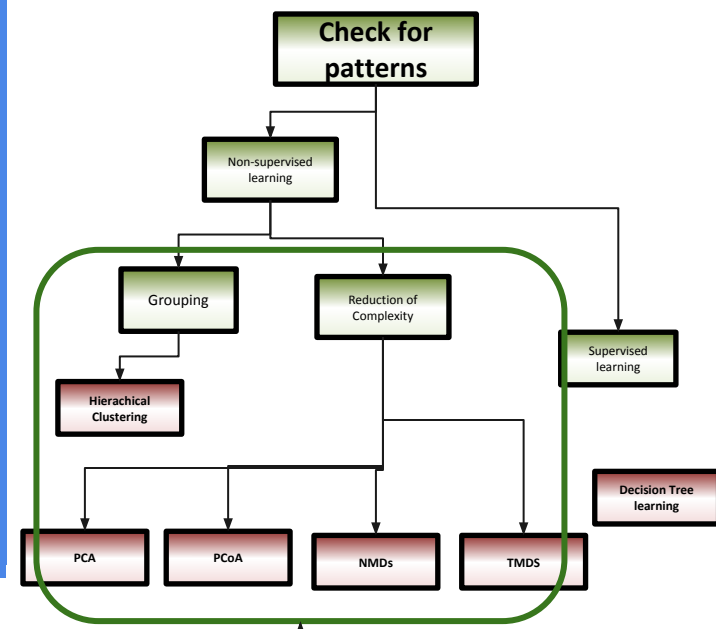 Check for
patterns
Non-supervised
learning
Grouping
Reduction of
Complexity
Supervised
learning
Hierachical
Clustering
Decision Tree
learning
PCA
PCoA
NMDs
TMDS